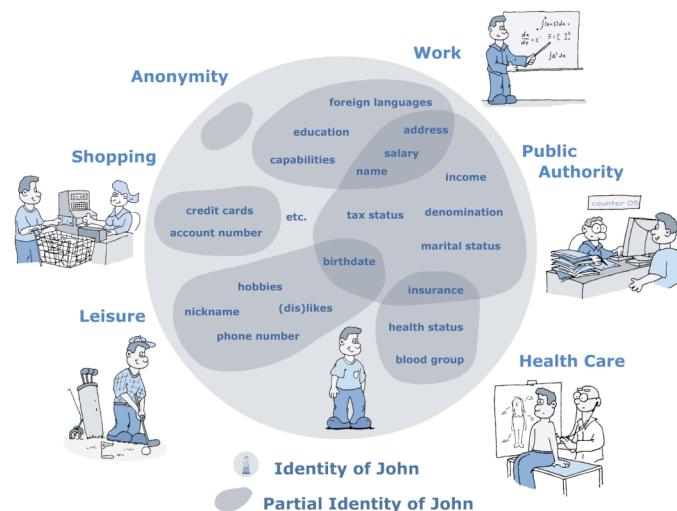 Work
Anonymity
foreign languages
education
address
capabilities
salary
name
Shopping
Public
Authority
income
credit cards
account number
etc.
tax status
denomination
counter 05
marital status
birthdate
hobbies
insurance
nickname
(dis)likes
phone number
Leisure
health status
blood group
Health Care
Identity of John
Partial Identity of John